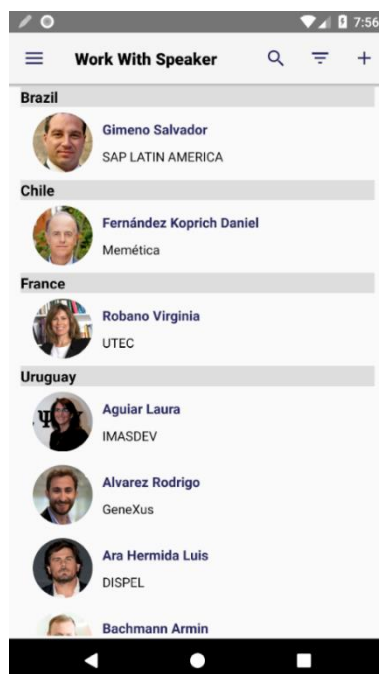 7:56
Work With Speaker
Brazil
Gimeno Salvador
SAP LATIN AMERICA
Chile
Fernández Koprich Daniel
Memética
France
Robano Virginia
UTEC
Uruguay
Aguiar Laura
IMASDEV
Alvarez Rodrigo
GeneXus
Ara Hermida Luis
DISPEL
Bachmann Armin